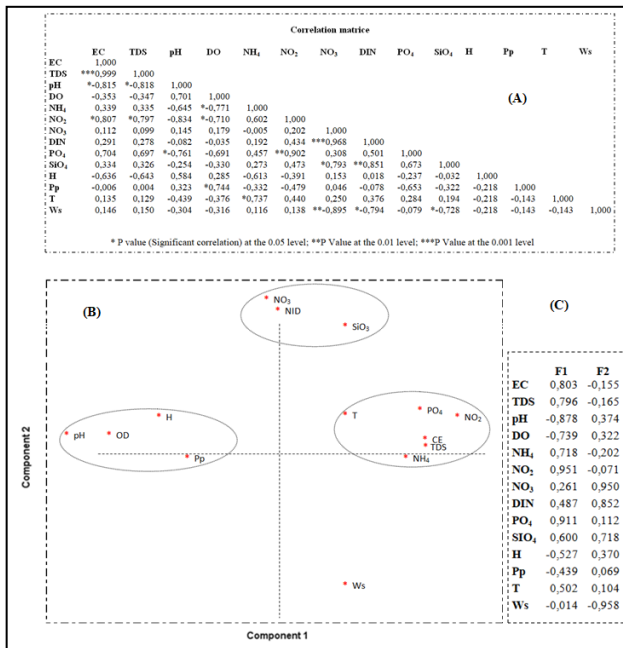 Correlation matrice
EC TDS pH DO NH4 NO2 NO3 DIN PO4 SiO4 H Pp T Ws
EC 1,000
TDS ***0,999 1,000
pH *-0,815 *-0,818 1,000
DO -0,353 -0,347 0,701 1,000
NH4 0,339 0,335 -0,645 *-0,771 1,000
NO2 *0,807 *0,797 -0,834 *-0,710 0,602 1,000
NO3 0,112 0,099 0,145 0,179 -0,005 0,202 1,000
DIN 0,291 0,278 -0,082 -0,035 0,192 0,434 ***0,968 1,000
PO4 0,704 0,697 *-0,761 -0,691 0,457 **0,902 0,308 0,501 1,000
SiO4 0,334 0,326 -0,254 -0,330 0,273 0,473 *0,793 **0,851 0,673 1,000
H -0,636 -0,643 0,584 0,285 -0,613 -0,391 0,153 0,018 -0,237 -0,032 1,000
Pp -0,006 0,004 0,323 *0,744 -0,332 -0,479 0,046 -0,078 -0,653 -0,322 -0,218 1,000
T 0,135 0,129 -0,439 -0,376 *0,737 0,440 0,250 0,376 0,284 0,194 -0,218 -0,143 1,000
Ws 0,146 0,150 -0,304 -0,316 0,116 0,138 **-0,895 *-0,794 -0,079 *-0,728 -0,218 -0,143 -0,143 1,000
(A)
* P value (Significant correlation) at the 0.05 level; **P Value at the 0.01 level; ***P Value at the 0.001 level
(B)
NO3
NID
SiO3
H
pH
OD
Pp
T
PO4
NO2
CE
TDS
NH4
Ws
Component 2
Component 1
(C)
F1 F2
EC 0,803 -0,155
TDS 0,796 -0,165
pH -0,878 0,374
DO -0,739 0,322
NH4 0,718 -0,202
NO2 0,951 -0,071
NO3 0,261 0,950
DIN 0,487 0,852
PO4 0,911 0,112
SIO4 0,600 0,718
H -0,527 0,370
Pp -0,439 0,069
T 0,502 0,104
Ws -0,014 -0,958